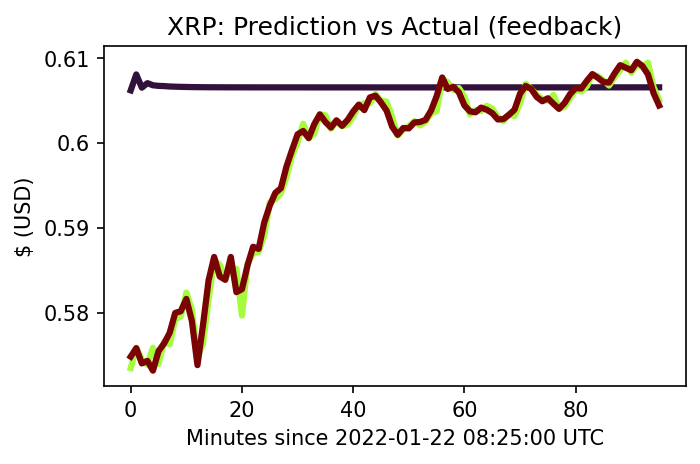 XRP: Prediction vs Actual (feedback)
0.61
0.6
0.59
0.58
$ (USD)
0 20 40 60 80
Minutes since 2022-01-22 08:25:00 UTC